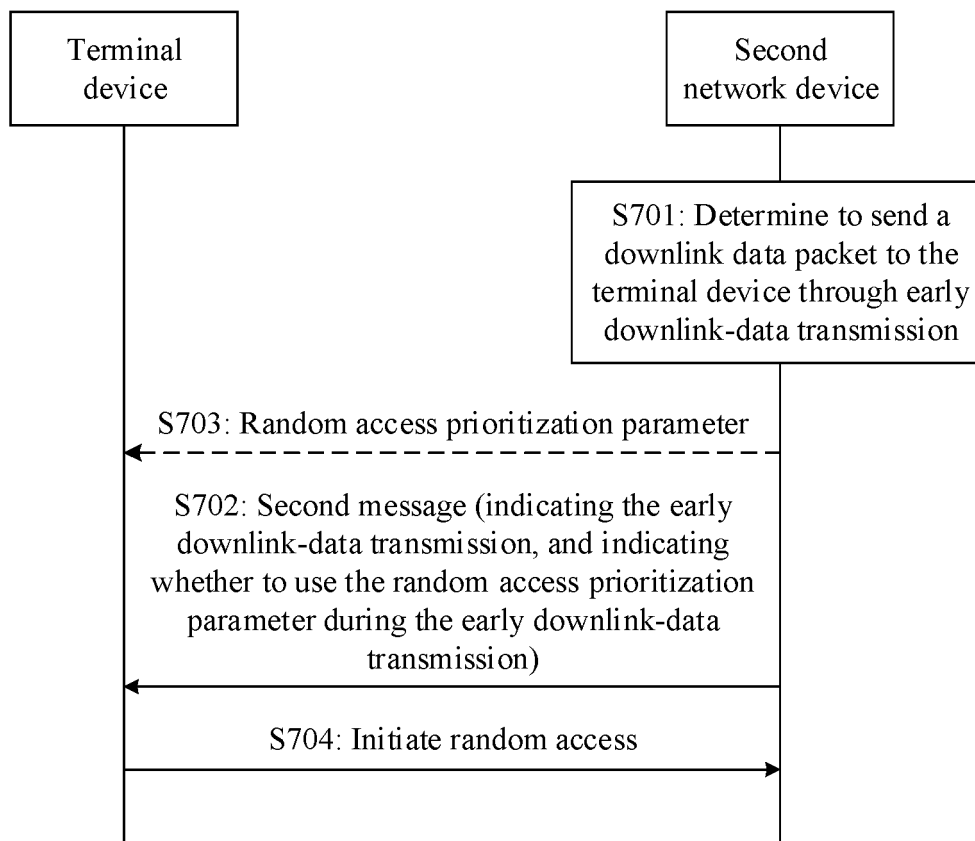 Terminal
device
Second
network device
S701: Determine to send a
downlink data packet to the
terminal device through early
downlink-data transmission
S703: Random access prioritization parameter
S702: Second message (indicating the early
downlink-data transmission, and indicating
whether to use the random access prioritization
parameter during the early downlink-data
transmission)
S704: Initiate random access